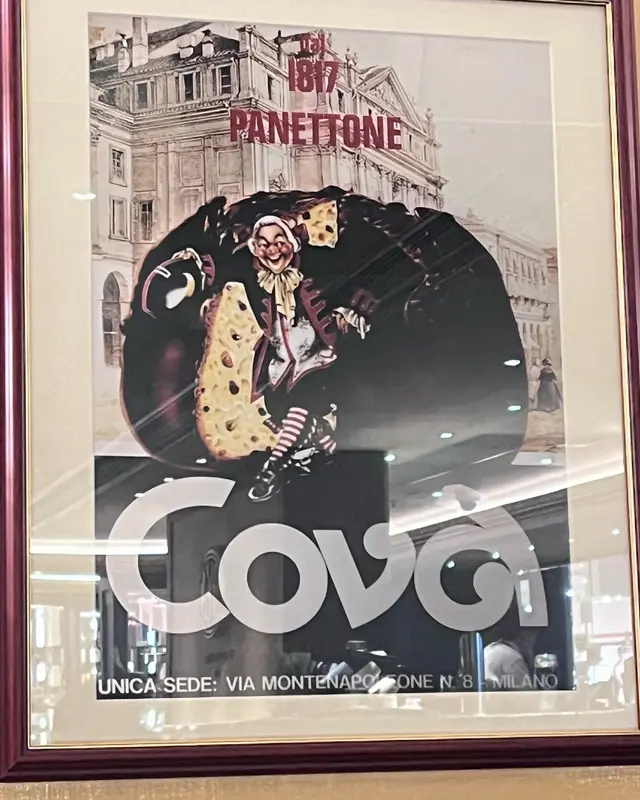 dal
1817
PANETTONE
Cova
UNICA SEDE: VIA MONTENAPOLEONE N. 8 - MILANO